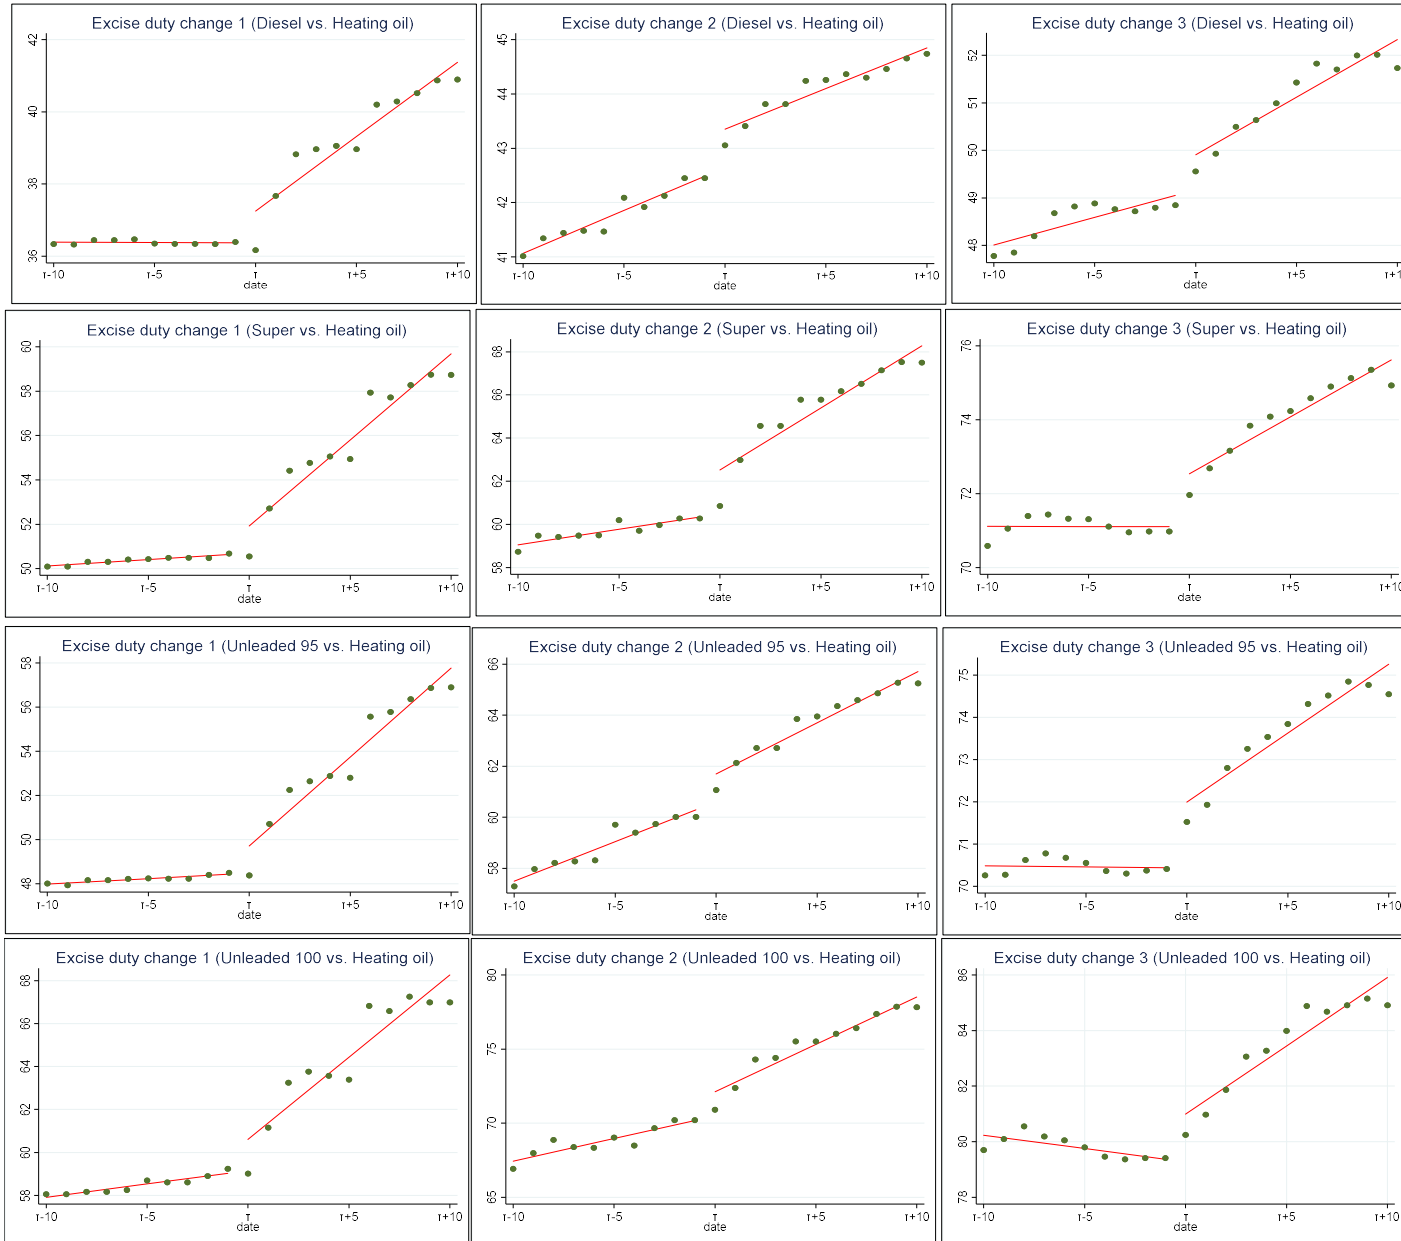 Excise duty change 1 (Diesel vs. Heating oil)
42
40
38
36
τ-10 τ-5 τ τ+5 τ+10
date
Excise duty change 2 (Diesel vs. Heating oil)
45
44
43
42
41
τ-10 τ-5 τ τ+5 τ+10
date
Excise duty change 3 (Diesel vs. Heating oil)
52
51
50
49
48
τ-10 τ-5 τ τ+5 τ+10
date
Excise duty change 1 (Super vs. Heating oil)
60
58
56
54
52
50
τ-10 τ-5 τ τ+5 τ+10
date
Excise duty change 2 (Super vs. Heating oil)
68
66
64
62
60
58
τ-10 τ-5 τ τ+5 τ+10
date
Excise duty change 3 (Super vs. Heating oil)
76
74
72
70
τ-10 τ-5 τ τ+5 τ+10
date
Excise duty change 1 (Unleaded 95 vs. Heating oil)
58
56
54
52
50
48
τ-10 τ-5 τ τ+5 τ+10
date
Excise duty change 2 (Unleaded 95 vs. Heating oil)
66
64
62
60
58
τ-10 τ-5 τ τ+5 τ+10
date
Excise duty change 3 (Unleaded 95 vs. Heating oil)
75
74
73
72
71
70
τ-10 τ-5 τ τ+5 τ+10
date
Excise duty change 1 (Unleaded 100 vs. Heating oil)
68
66
64
62
60
58
τ-10 τ-5 τ τ+5 τ+10
date
Excise duty change 2 (Unleaded 100 vs. Heating oil)
80
75
70
65
τ-10 τ-5 τ τ+5 τ+10
date
Excise duty change 3 (Unleaded 100 vs. Heating oil)
86
84
82
80
78
τ-10 τ-5 τ τ+5 τ+10
date